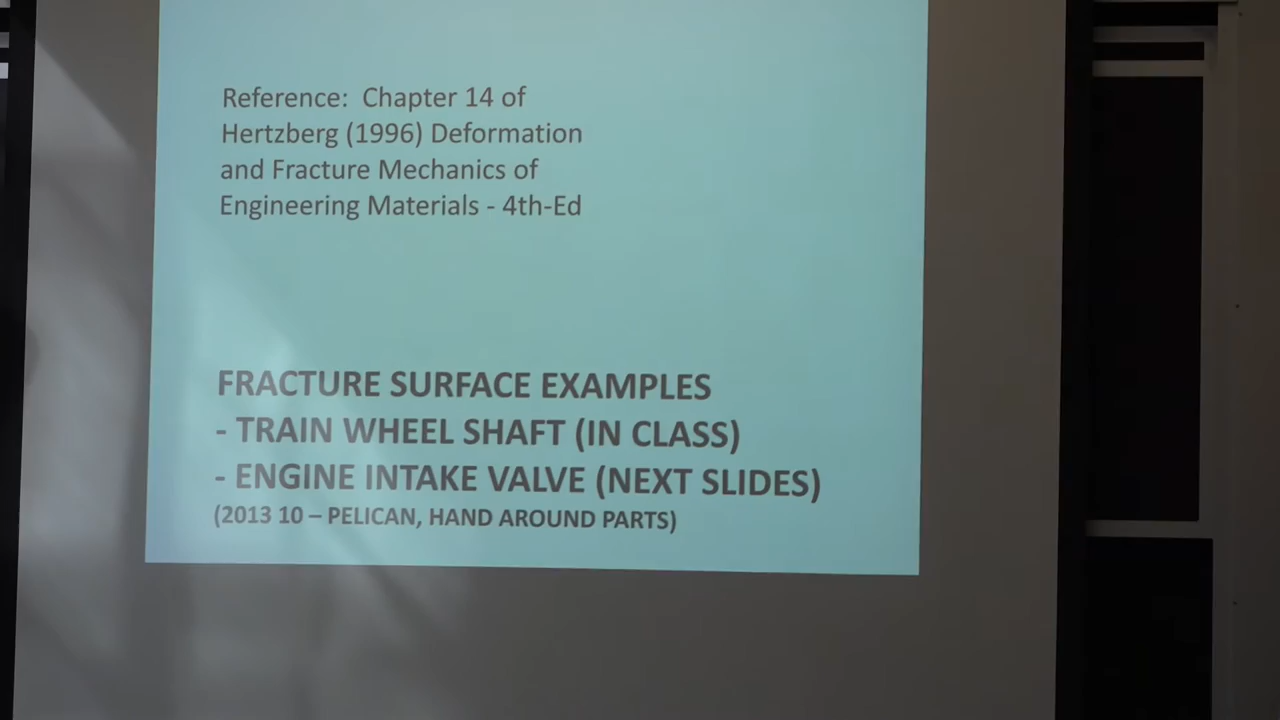 Reference: Chapter 14 of
Hertzberg (1996) Deformation
and Fracture Mechanics of
Engineering Materials - 4th-Ed
FRACTURE SURFACE EXAMPLES
- TRAIN WHEEL SHAFT (IN CLASS)
- ENGINE INTAKE VALVE (NEXT SLIDES)
(2013 10 – PELICAN, HAND AROUND PARTS)